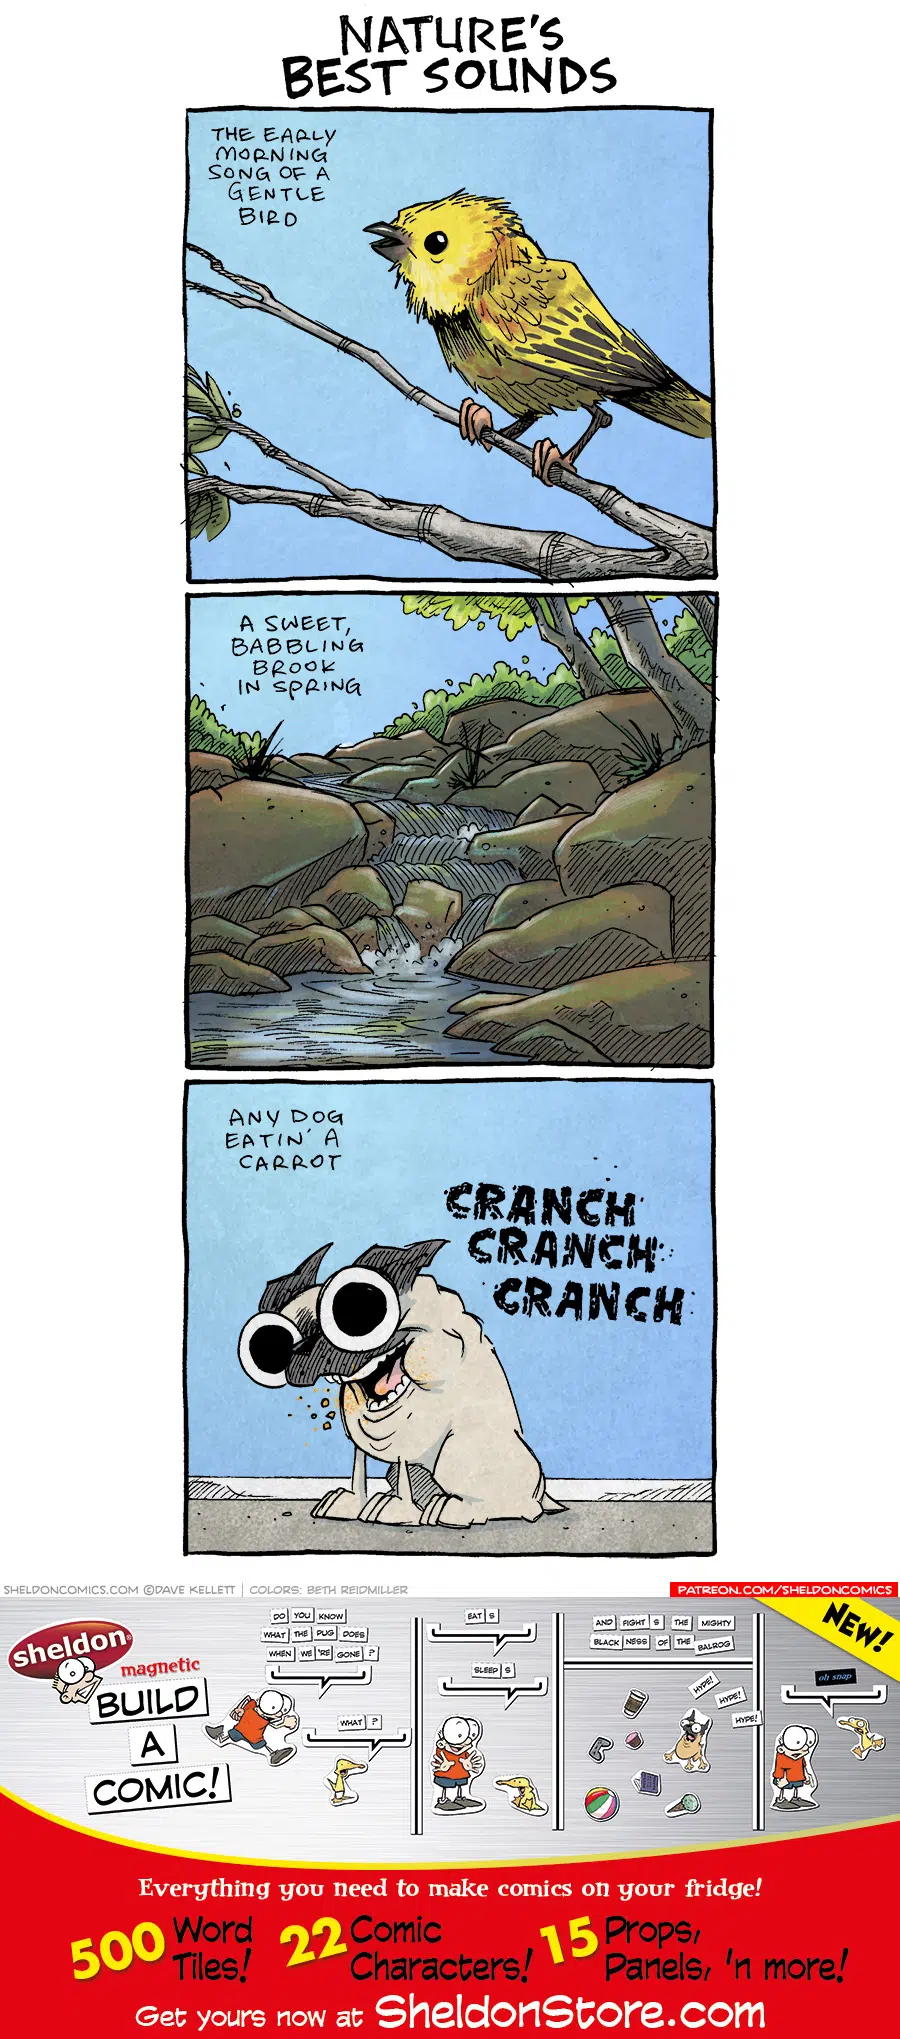 NATURE'S
BEST SOUNDS
THE EARLY
MORNING
SONG OF A
GENTLE
BIRD
A SWEET,
BABBLING
BROOK
IN SPRING
ANY DOG
EATIN' A
CARROT
CRANCH
CRANCH
CRANCH
SHELDONCOMICS.COM ©DAVE KELLETT | COLORS: BETH REIDMILLER
PATREON.COM/SHELDONCOMICS
sheldon®
magnetic
BUILD
A
COMIC!
DO YOU KNOW
WHAT THE PUG DOES
WHEN WE 'RE GONE ?
WHAT ?
EAT S
SLEEP S
AND FIGHT S THE MIGHTY
BLACK NESS OF THE BALROG
HYPE!
HYPE!
HYPE!
oh snap
NEW!
Everything you need to make comics on your fridge!
500 Word
Tiles!
22 Comic
Characters!
15 Props,
Panels, 'n more!
Get yours now at SheldonStore.com